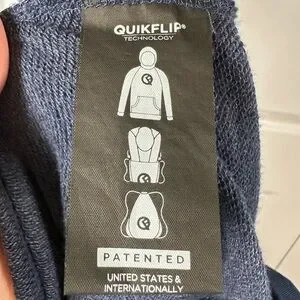 QUIKFLIP®
TECHNOLOGY
PATENTED
UNITED STATES &
INTERNATIONALLY